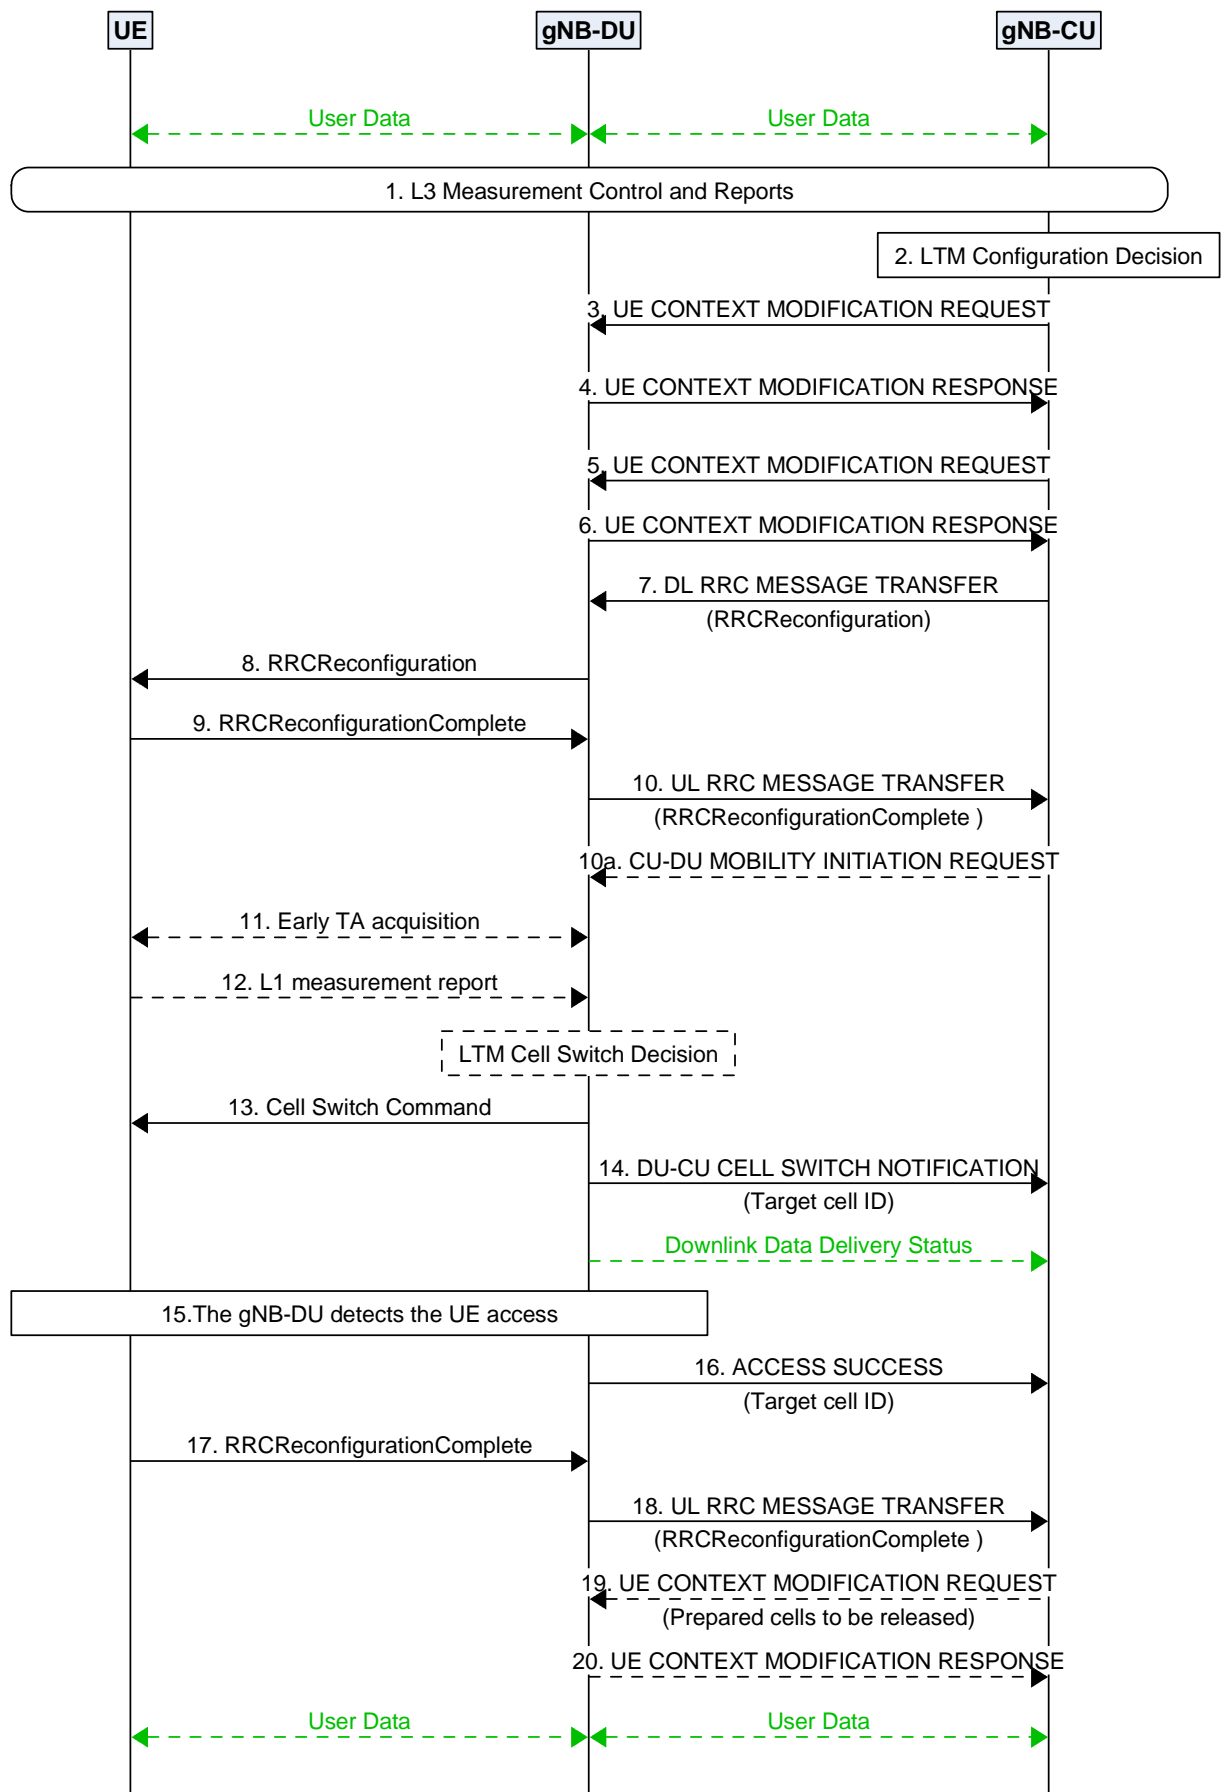 UE gNB-DU gNB-CU
User Data User Data
1. L3 Measurement Control and Reports
2. LTM Configuration Decision
3. UE CONTEXT MODIFICATION REQUEST
4. UE CONTEXT MODIFICATION RESPONSE
5. UE CONTEXT MODIFICATION REQUEST
6. UE CONTEXT MODIFICATION RESPONSE
7. DL RRC MESSAGE TRANSFER
(RRCReconfiguration)
8. RRCReconfiguration
9. RRCReconfigurationComplete
10. UL RRC MESSAGE TRANSFER
(RRCReconfigurationComplete )
10a. CU-DU MOBILITY INITIATION REQUEST
11. Early TA acquisition
12. L1 measurement report
LTM Cell Switch Decision
13. Cell Switch Command
14. DU-CU CELL SWITCH NOTIFICATION
(Target cell ID)
Downlink Data Delivery Status
15.The gNB-DU detects the UE access
16. ACCESS SUCCESS
(Target cell ID)
17. RRCReconfigurationComplete
18. UL RRC MESSAGE TRANSFER
(RRCReconfigurationComplete )
19. UE CONTEXT MODIFICATION REQUEST
(Prepared cells to be released)
20. UE CONTEXT MODIFICATION RESPONSE
User Data User Data